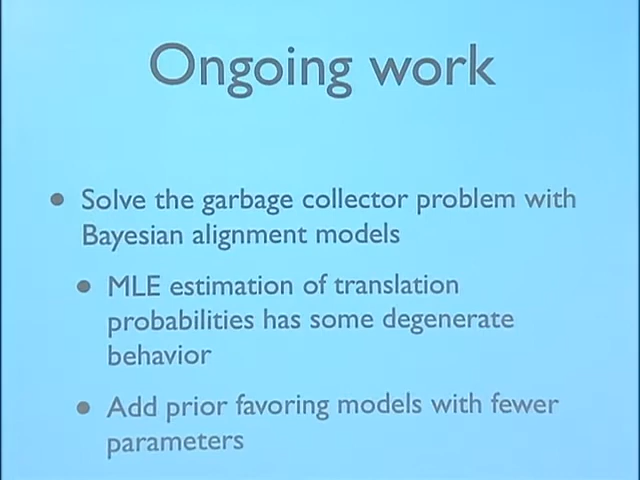 Ongoing work
Solve the garbage collector problem with
Bayesian alignment models
MLE estimation of translation
probabilities has some degenerate
behavior
Add prior favoring models with fewer
parameters